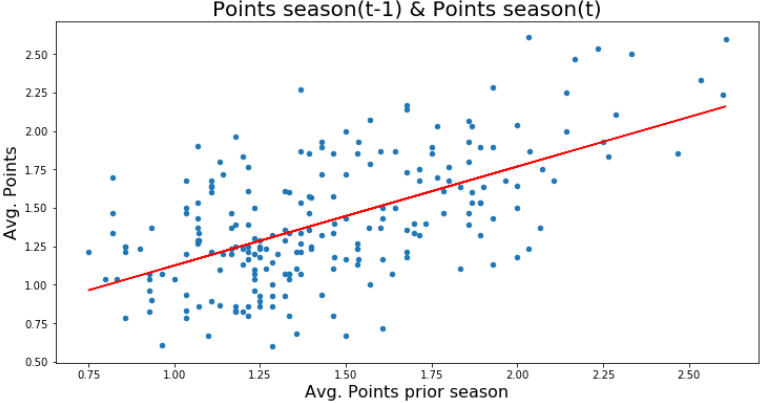 Points season(t-1) & Points season(t)
2.50
2.25
2.00
1.75
1.50
1.25
1.00
0.75
0.50
Avg. Points
0.75 1.00 1.25 1.50 1.75 2.00 2.25 2.50
Avg. Points prior season